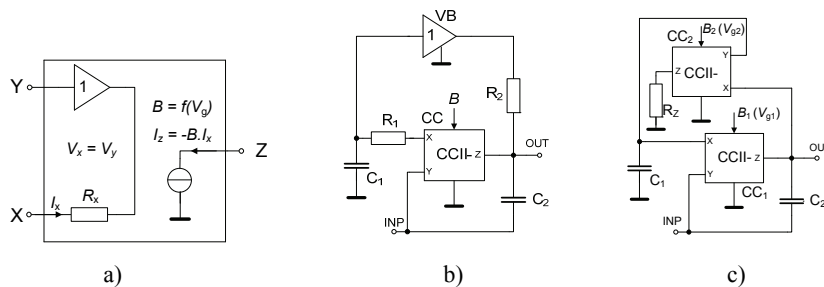 Y
1
B = f(Vg)
Iz = -B.Ix
Vx = Vy
Z
Ix
Rx
X
a)
VB
1
R2
R1
CC
B
X
CCII-
Z
OUT
Y
C1
C2
INP
b)
B2 (Vg2)
CC2
Y
Z
CCII-
X
RZ
B1 (Vg1)
X
CCII-
Z
OU
Y
C1
CC1
C2
INP
c)